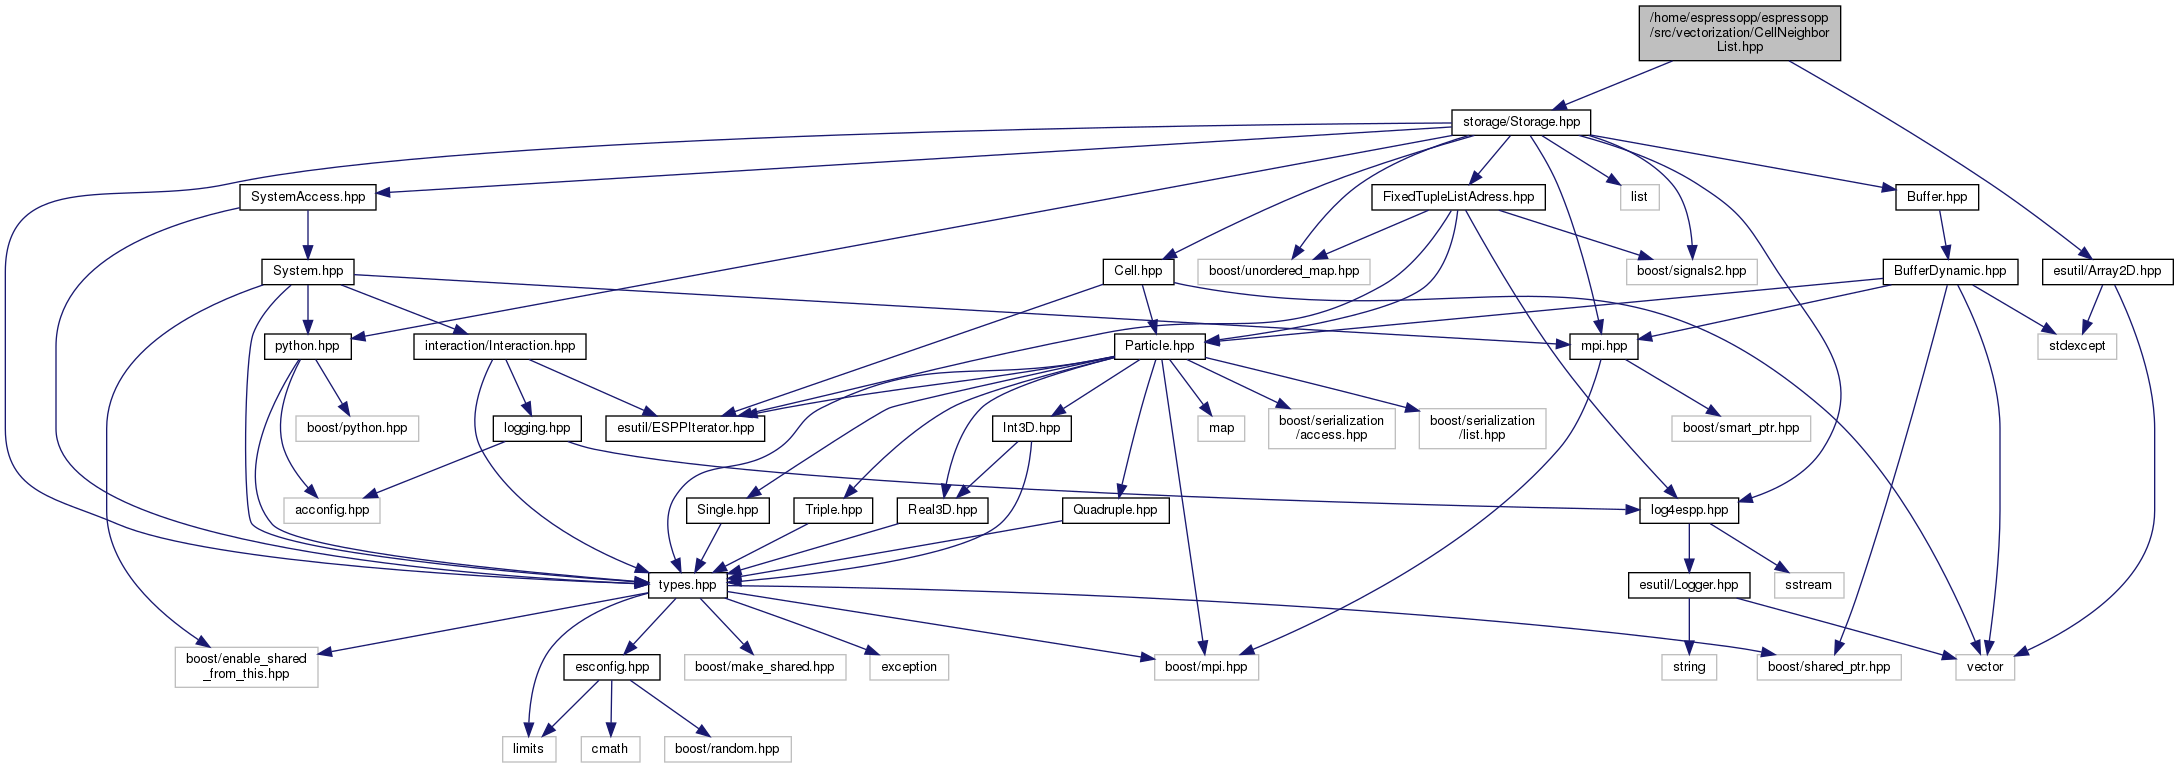 /home/espressopp/espressopp
/src/vectorization/CellNeighbor
List.hpp
storage/Storage.hpp
SystemAccess.hpp
FixedTupleListAdress.hpp
list
Buffer.hpp
System.hpp
Cell.hpp
boost/unordered_map.hpp
boost/signals2.hpp
BufferDynamic.hpp
esutil/Array2D.hpp
python.hpp
interaction/Interaction.hpp
Particle.hpp
mpi.hpp
stdexcept
boost/python.hpp
logging.hpp
esutil/ESPPIterator.hpp
Int3D.hpp
map
boost/serialization
/access.hpp
boost/serialization
/list.hpp
boost/smart_ptr.hpp
acconfig.hpp
Single.hpp
Triple.hpp
Real3D.hpp
Quadruple.hpp
log4espp.hpp
types.hpp
esutil/Logger.hpp
sstream
boost/enable_shared
_from_this.hpp
esconfig.hpp
boost/make_shared.hpp
exception
boost/mpi.hpp
string
boost/shared_ptr.hpp
vector
limits
cmath
boost/random.hpp